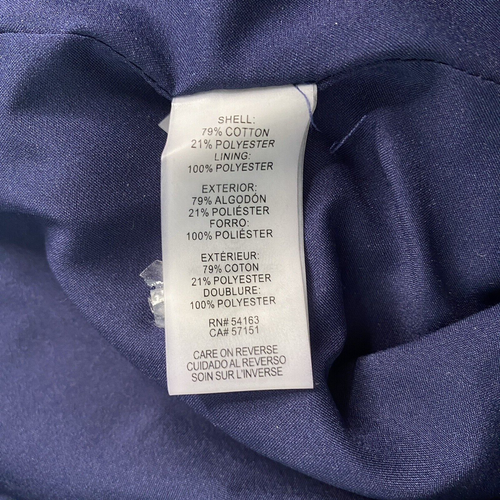 SHELL:
79% COTTON
21% POLYESTER
LINING:
100% POLYESTER
EXTERIOR:
79% ALGODÓN
21% POLIÉSTER
FORRO:
100% POLIÉSTER
EXTÉRIEUR:
79% COTON
21% POLYESTER
DOUBLURE:
100% POLYESTER
RN# 54163
CA# 57151
CARE ON REVERSE
CUIDADO AL REVERSO
SOIN SUR L'INVERSE